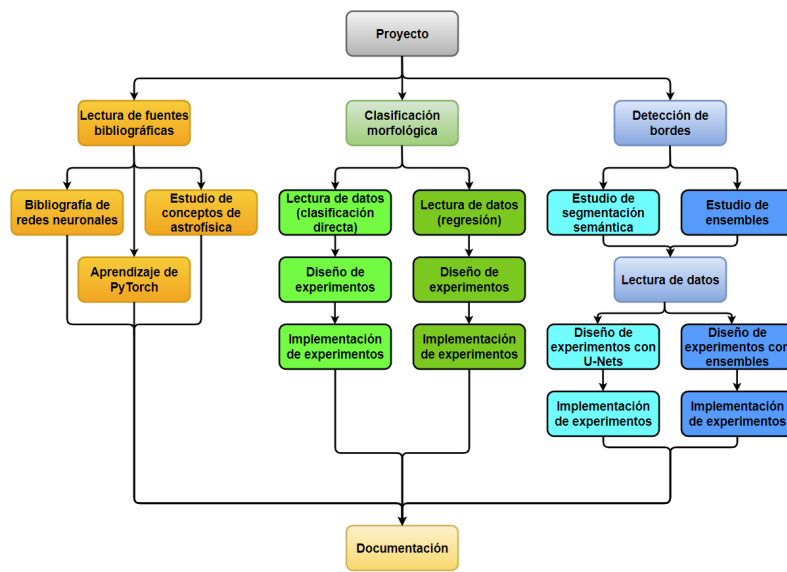 Proyecto
Lectura de fuentes
bibliográficas
Clasificación
morfológica
Detección de
bordes
Bibliografía de
redes neuronales
Estudio de
conceptos de
astrofísica
Lectura de datos
(clasificación
directa)
Lectura de datos
(regresión)
Estudio de
segmentación
semántica
Estudio de
ensembles
Aprendizaje de
PyTorch
Diseño de
experimentos
Diseño de
experimentos
Lectura de datos
Implementación
de experimentos
Implementación
de experimentos
Diseño de
experimentos con
U-Nets
Diseño de
experimentos con
ensembles
Implementación
de experimentos
Implementación
de experimentos
Documentación